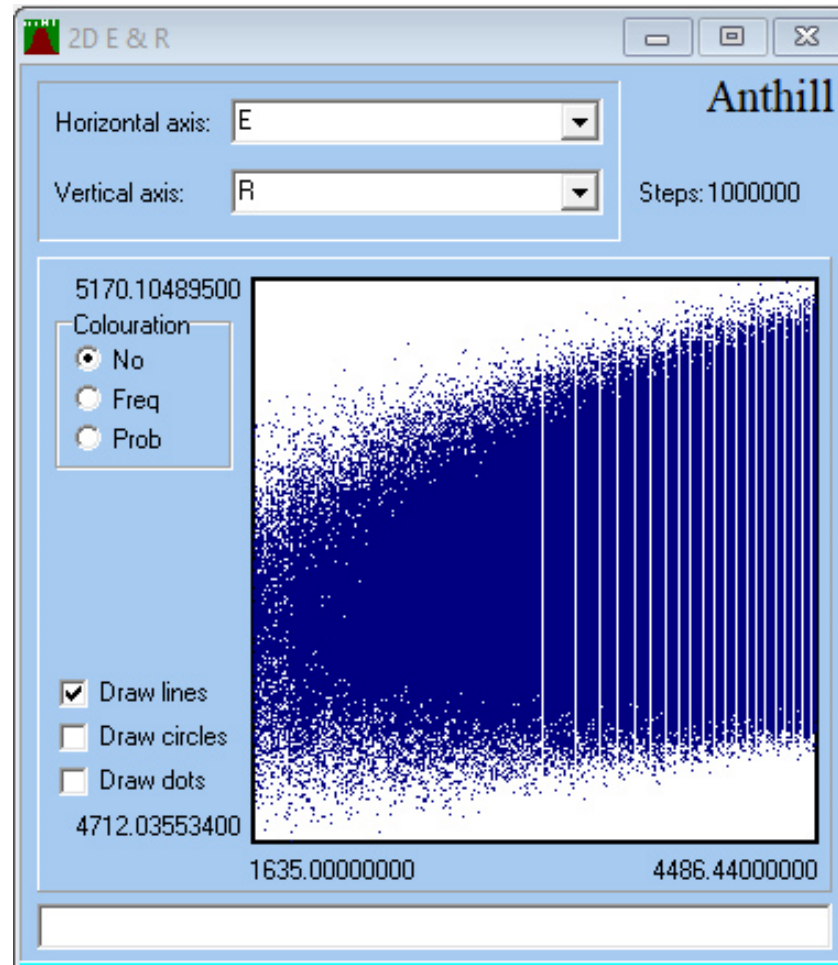 2D E & R
Anthill
Horizontal axis: E
Vertical axis: R
Steps: 1000000
5170.10489500
Colouration
No
Freq
Prob
Draw lines
Draw circles
Draw dots
4712.03553400
1635.00000000 4486.44000000